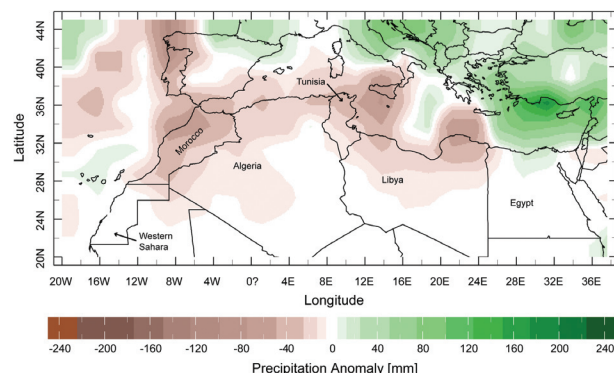 44N
40N
36N
32N
28N
24N
20N
Latitude
Tunisia
Morocco
Algeria
Libya
Egypt
Western
Sahara
20W 16W 12W 8W 4W 0? 4E 8E 12E 16E 20E 24E 28E 32E 36E
Longitude
-240 -200 -160 -120 -80 -40 0 40 80 120 160 200 240
Precipitation Anomaly [mm]